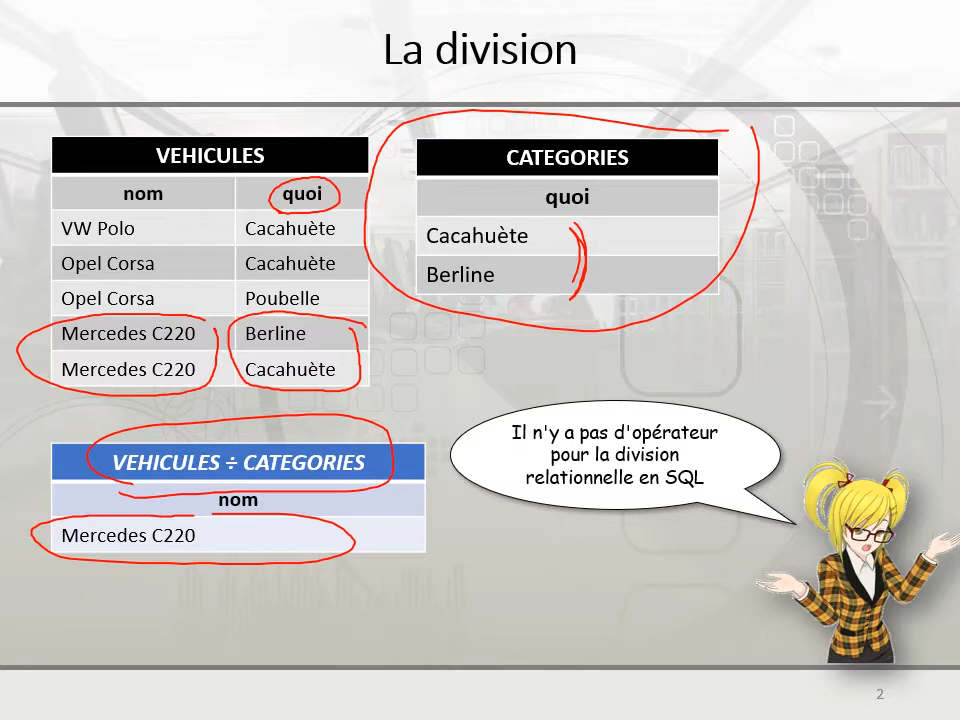 La division
VEHICULES
nom quoi
VW Polo Cacahuète
Opel Corsa Cacahuète
Opel Corsa Poubelle
Mercedes C220 Berline
Mercedes C220 Cacahuète
CATEGORIES
quoi
Cacahuète
Berline
VEHICULES ÷ CATEGORIES
nom
Mercedes C220
Il n'y a pas d'opérateur
pour la division
relationnelle en SQL
2